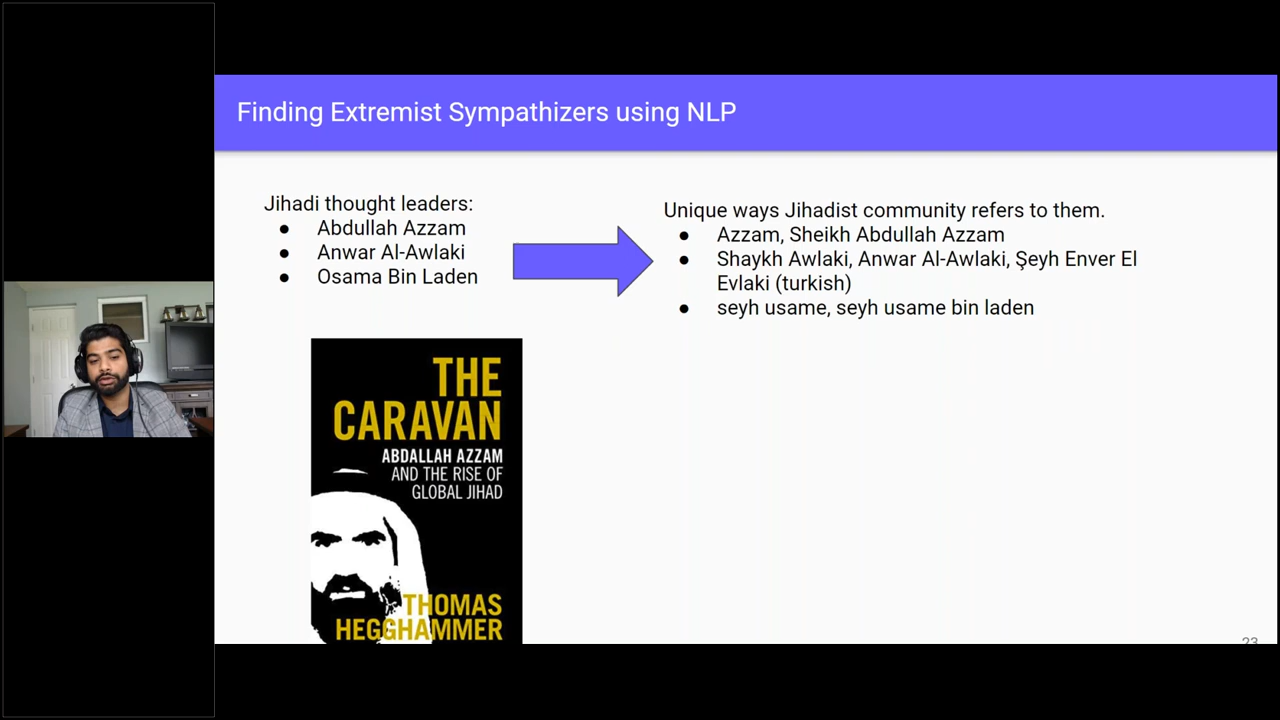 Finding Extremist Sympathizers using NLP
Jihadi thought leaders:
● Abdullah Azzam
● Anwar Al-Awlaki
● Osama Bin Laden
Unique ways Jihadist community refers to them.
● Azzam, Sheikh Abdullah Azzam
● Shaykh Awlaki, Anwar Al-Awlaki, Şeyh Enver El
Evlaki (turkish)
● seyh usame, seyh usame bin laden
THE
CARAVAN
ABDALLAH AZZAM
AND THE RISE OF
GLOBAL JIHAD
THOMAS
HEGGHAMMER
23